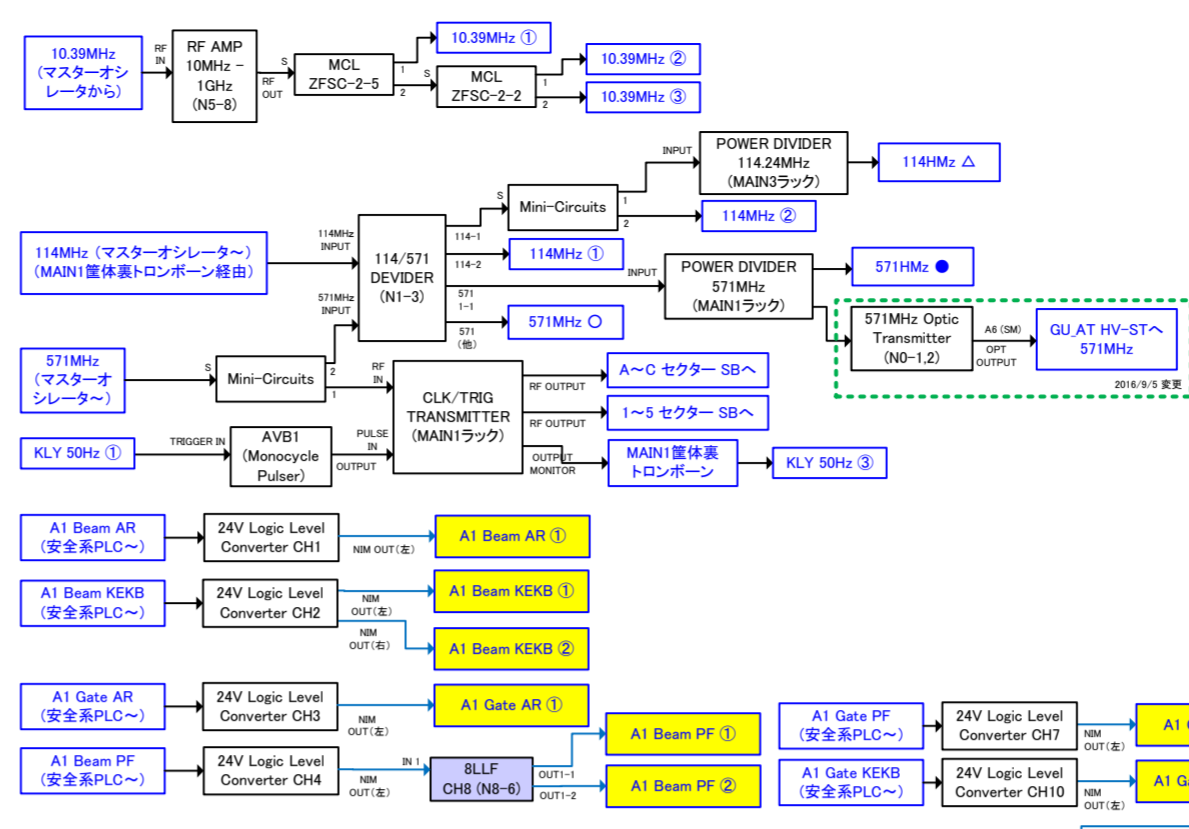 10.39MHz
(マスターオシ
レータから)
RF
IN
RF AMP
10MHz -
1GHz
(N5-8)
RF
OUT
S
MCL
ZFSC-2-5
1
2
10.39MHz ①
S
MCL
ZFSC-2-2
1
2
10.39MHz ②
10.39MHz ③
114MHz (マスターオシレータ～)
(MAIN1筐体裏トロンボーン経由)
114MHz
INPUT
571MHz
INPUT
114/571
DEVIDER
(N1-3)
114-1
114-2
571
1-1
571
(他)
S
Mini-Circuits
1
2
INPUT
POWER DIVIDER
114.24MHz
(MAIN3ラック)
114HMz △
114MHz ②
114MHz ①
INPUT
POWER DIVIDER
571MHz
(MAIN1ラック)
571HMz ●
571MHz ○
571MHz Optic
Transmitter
(N0-1,2)
A6 (SM)
OPT
OUTPUT
GU_AT HV-STへ
571MHz
2016/9/5 変更
571MHz
(マスターオ
シレータ～)
S
Mini-Circuits
2
1
RF
IN
CLK/TRIG
TRANSMITTER
(MAIN1ラック)
RF OUTPUT
A～C セクター SBへ
RF OUTPUT
1～5 セクター SBへ
OUTPUT
MONITOR
MAIN1筐体裏
トロンボーン
KLY 50Hz ③
KLY 50Hz ①
TRIGGER IN
AVB1
(Monocycle
Pulser)
OUTPUT
PULSE
IN
A1 Beam AR
(安全系PLC～)
24V Logic Level
Converter CH1
NIM OUT(左)
A1 Beam AR ①
A1 Beam KEKB
(安全系PLC～)
24V Logic Level
Converter CH2
NIM
OUT(左)
NIM
OUT(右)
A1 Beam KEKB ①
A1 Beam KEKB ②
A1 Gate AR
(安全系PLC～)
24V Logic Level
Converter CH3
NIM
OUT(左)
A1 Gate AR ①
A1 Beam PF
(安全系PLC～)
24V Logic Level
Converter CH4
NIM
OUT(左)
IN 1
8LLF
CH8 (N8-6)
OUT1-1
OUT1-2
A1 Beam PF ①
A1 Beam PF ②
A1 Gate PF
(安全系PLC～)
24V Logic Level
Converter CH7
NIM
OUT(左)
A1
A1 Gate KEKB
(安全系PLC～)
24V Logic Level
Converter CH10
NIM
OUT(左)
A1